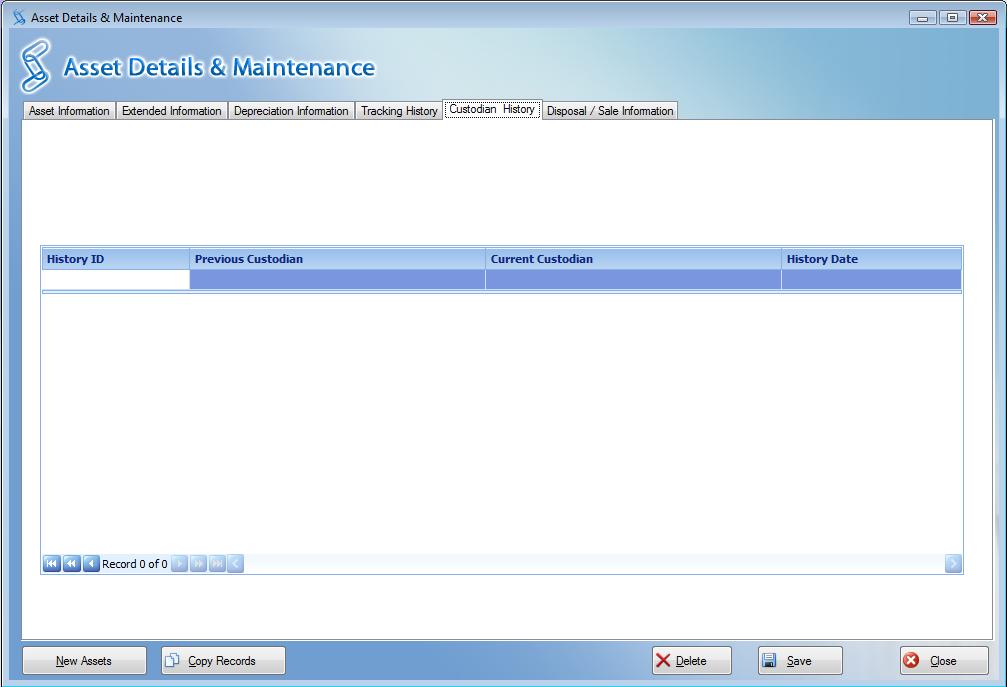 Asset Details & Maintenance
Asset Details & Maintenance
Asset Information Extended Information Depreciation Information Tracking History Custodian History Disposal / Sale Information
History ID Previous Custodian Current Custodian History Date
Record 0 of 0
New Assets Copy Records Delete Save Close